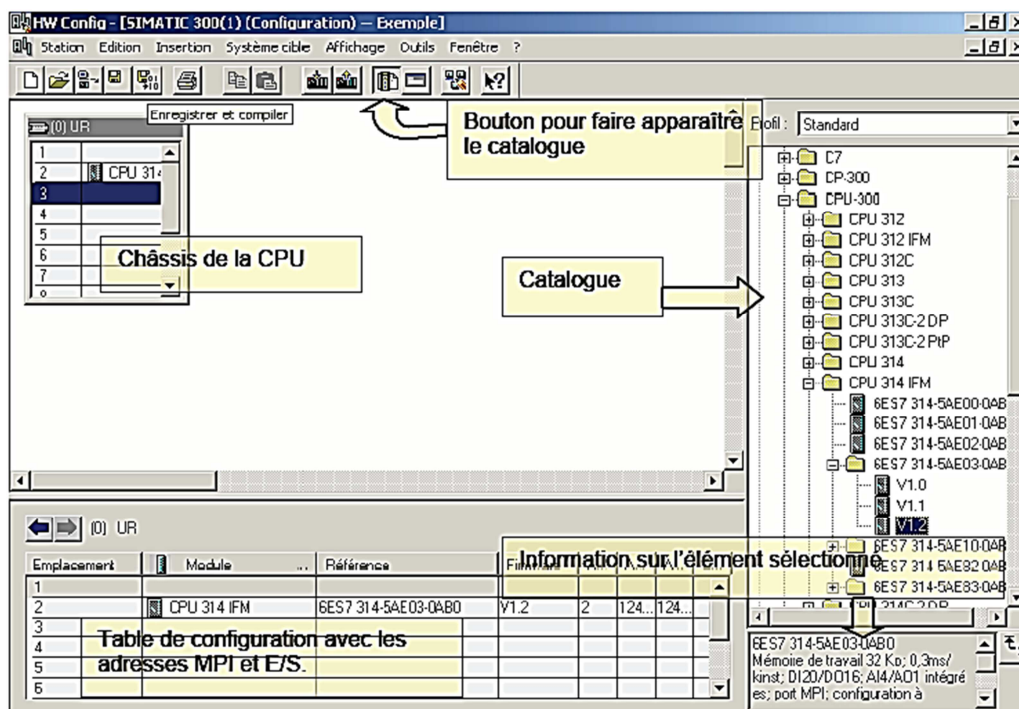 HW Config - [SIMATIC 300(1) (Configuration) -- Exemple]
Station Edition Insertion Système cible Affichage Outils Fenêtre ?
Enregistrer et compiler
Bouton pour faire apparaître
le catalogue
Profil : Standard
(0) UR
1
2 CPU 314
3
4
5
6
7
8
Châssis de la CPU
Catalogue
C7
CP-300
CPU-300
CPU 312
CPU 312 IFM
CPU 312C
CPU 313
CPU 313C
CPU 313C-2 DP
CPU 313C-2 PtP
CPU 314
CPU 314 IFM
6ES7 314-5AE00-0AB
6ES7 314-5AE01-0AB
6ES7 314-5AE02-0AB
6ES7 314-5AE03-0AB
V1.0
V1.1
V1.2
6ES7 314-5AE10-0AB
6ES7 314-5AE82-0AB
6ES7 314-5AE83-0AB
CPU 314C-2 DP
Information sur l'élément sélectionné
(0) UR
Emplacement Module ... Référence
1
2 CPU 314 IFM 6ES7 314-5AE03-0AB0 V1.2 2 124... 124...
3
4
5
6
Table de configuration avec les
adresses MPI et E/S.
6ES7 314-5AE03-0AB0
Mémoire de travail 32 Ko; 0,3ms/
kinst; DI20/DO16; AI4/AO1 intégré
es; port MPI; configuration à